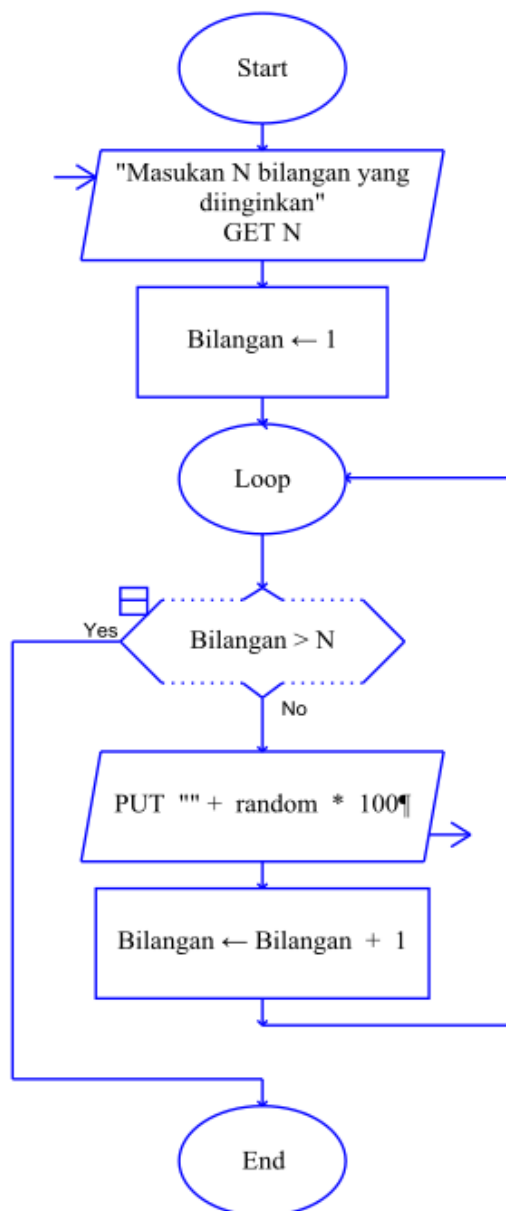 Start
"Masukan N bilangan yang
diinginkan"
GET N
Bilangan ← 1
Loop
Yes
Bilangan > N
No
PUT "" + random * 100¶
Bilangan ← Bilangan + 1
End